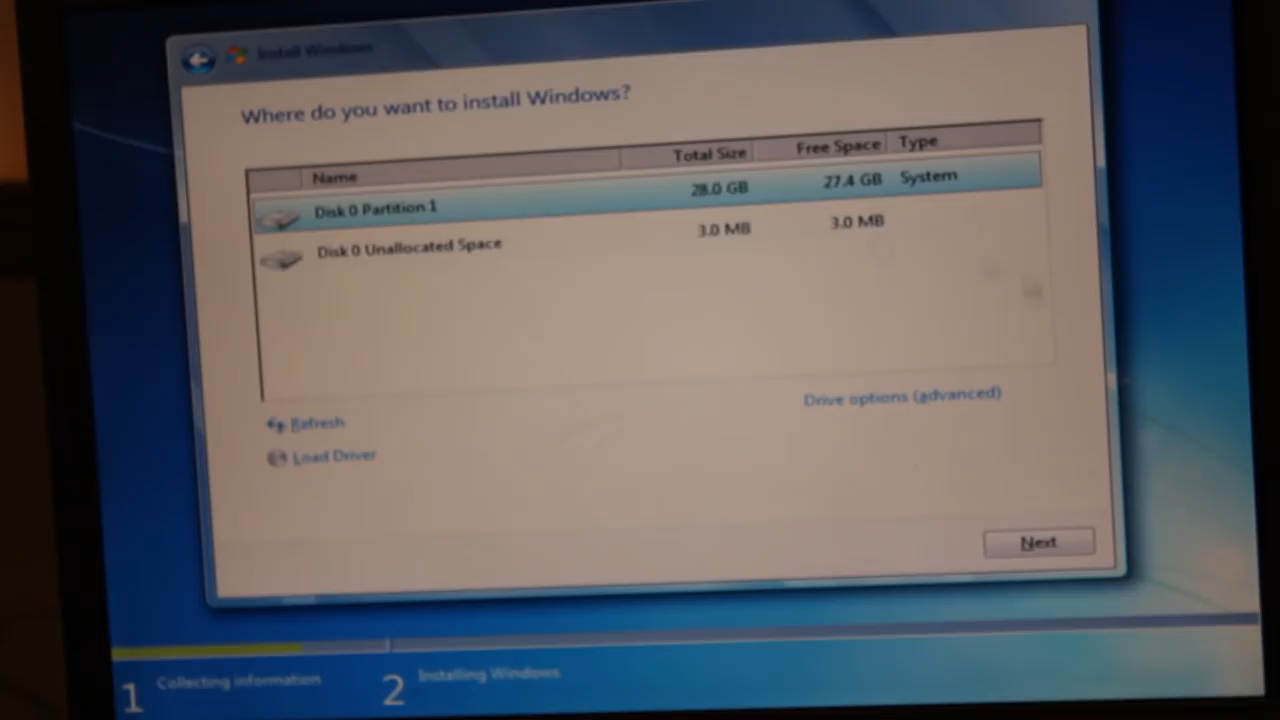 Install Windows
Where do you want to install Windows?
Name Total Size Free Space Type
Disk 0 Partition 1 28.0 GB 27.4 GB System
Disk 0 Unallocated Space 3.0 MB 3.0 MB
Refresh
Drive options (advanced)
Load Driver
Next
1 Collecting information 2 Installing Windows